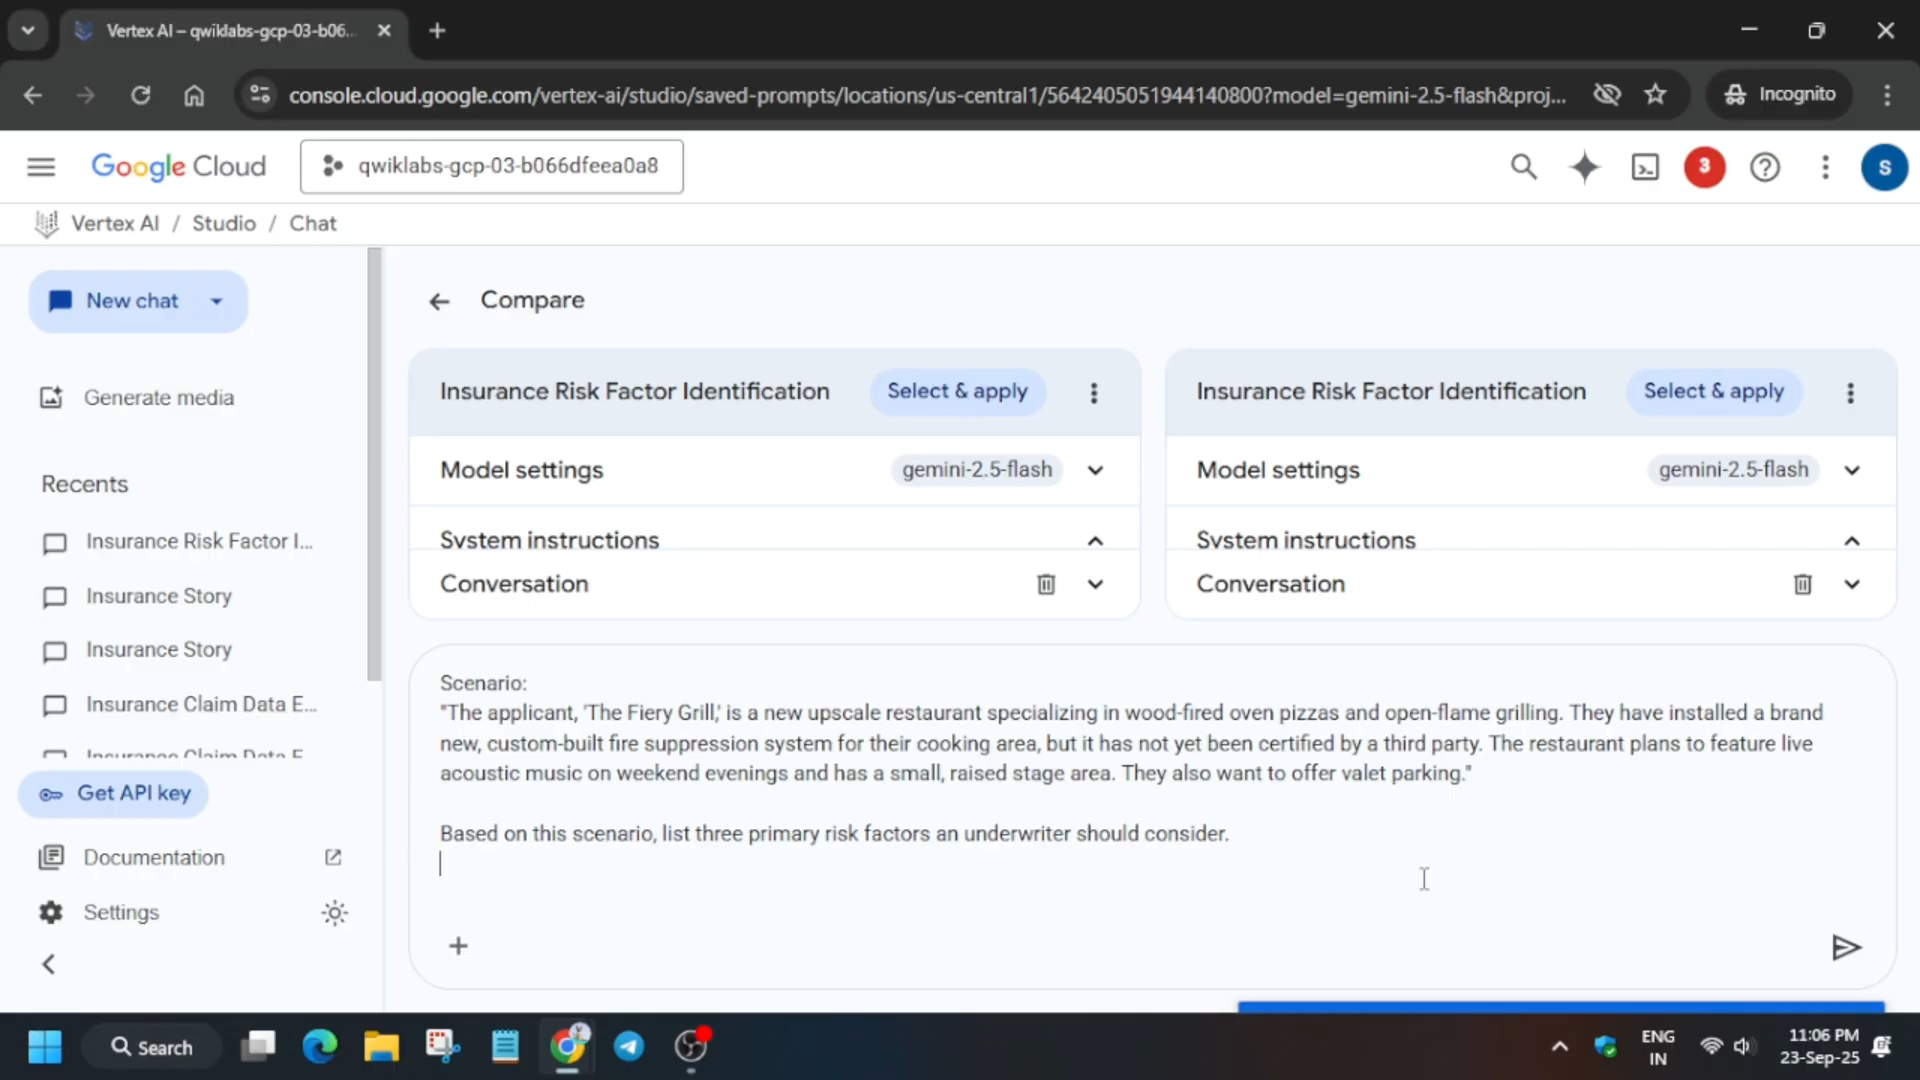 Vertex AI – qwiklabs-gcp-03-b06...
console.cloud.google.com/vertex-ai/studio/saved-prompts/locations/us-central1/5642405051944140800?model=gemini-2.5-flash&proj...
Incognito
Google Cloud
qwiklabs-gcp-03-b066dfeea0a8
3
S
Vertex AI / Studio / Chat
New chat
Generate media
Recents
Insurance Risk Factor I...
Insurance Story
Insurance Story
Insurance Claim Data E...
Insurance Claim Data E
Get API key
Documentation
Settings
Compare
Insurance Risk Factor Identification
Select & apply
Model settings
gemini-2.5-flash
System instructions
Conversation
Insurance Risk Factor Identification
Select & apply
Model settings
gemini-2.5-flash
System instructions
Conversation
Scenario:
"The applicant, 'The Fiery Grill,' is a new upscale restaurant specializing in wood-fired oven pizzas and open-flame grilling. They have installed a brand
new, custom-built fire suppression system for their cooking area, but it has not yet been certified by a third party. The restaurant plans to feature live
acoustic music on weekend evenings and has a small, raised stage area. They also want to offer valet parking."
Based on this scenario, list three primary risk factors an underwriter should consider.
Search
ENG
IN
11:06 PM
23-Sep-25